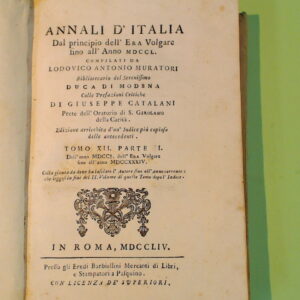 ANNALI D' ITALIA
Dal principio dell' ERA Volgare
sino all' Anno MDCCL.
COMPILATI DA
LODOVICO ANTONIO MURATORI
Bibliotecario del Serenissimo
DUCA DI MODENA
Colle Prefazioni Critiche
DI GIUSEPPE CATALANI
Prete dell' Oratorio di S. GIROLAMO
della Carità.
Edizione arricchita d'un' Indice più copioso
delle antecedenti.
TOMO XII. PARTE I.
Dall' anno MDCCI. dell' ERA Volgare
sino all' anno MDCCXXXIV.
IN ROMA, MDCCLIV.
Presso gli Eredi Barbiellini Mercanti di Libri,
e Stampatori a Pasquino.
CON LICENZA DE' SUPERIORI.